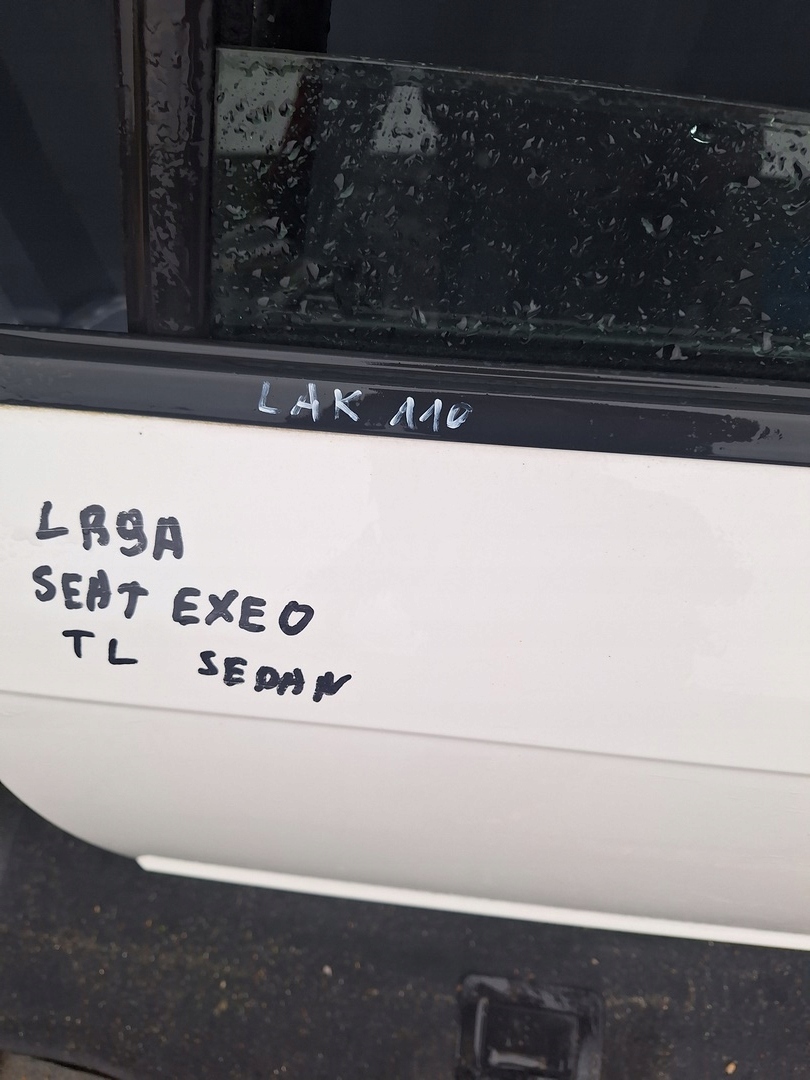 LAK 110
LR9A
SEAT EXEO
TL SEDAN